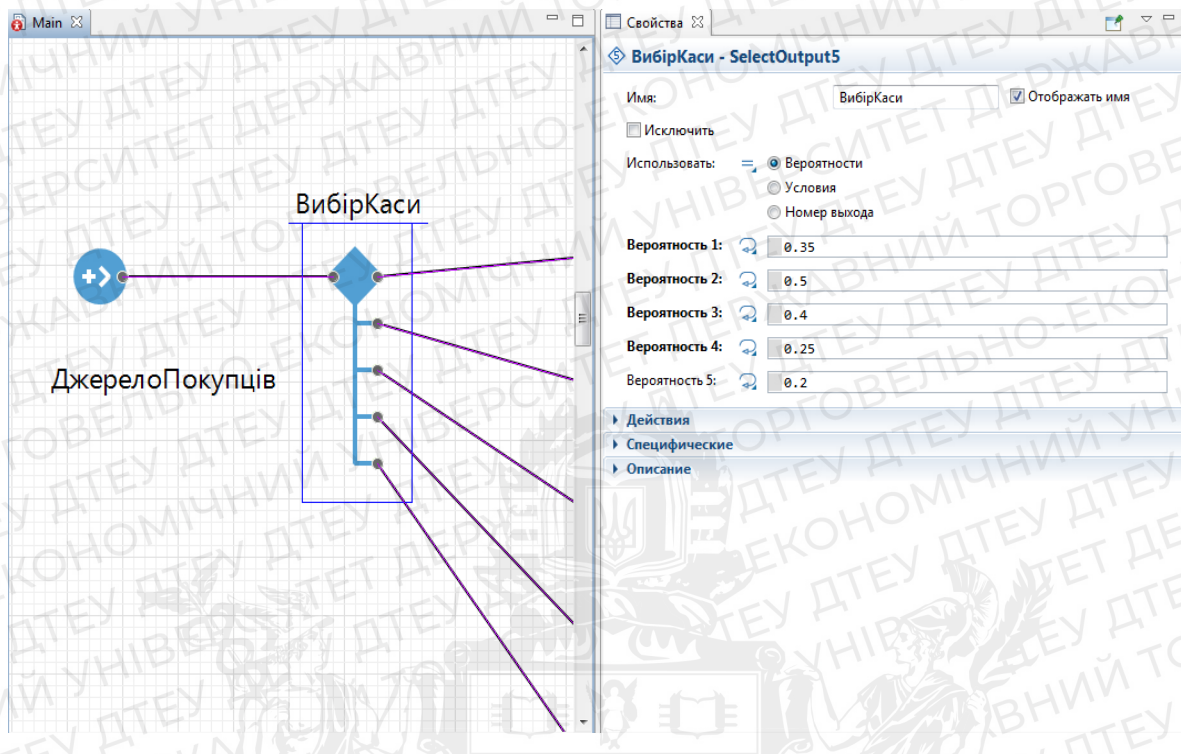 Main
ВибірКаси
ДжерелоПокупців
Свойства
ВибірКаси - SelectOutput5
Имя: ВибірКаси Отображать имя
Исключить
Использовать: Вероятности
Условия
Номер выхода
Вероятность 1: 0.35
Вероятность 2: 0.5
Вероятность 3: 0.4
Вероятность 4: 0.25
Вероятность 5: 0.2
Действия
Специфические
Описание